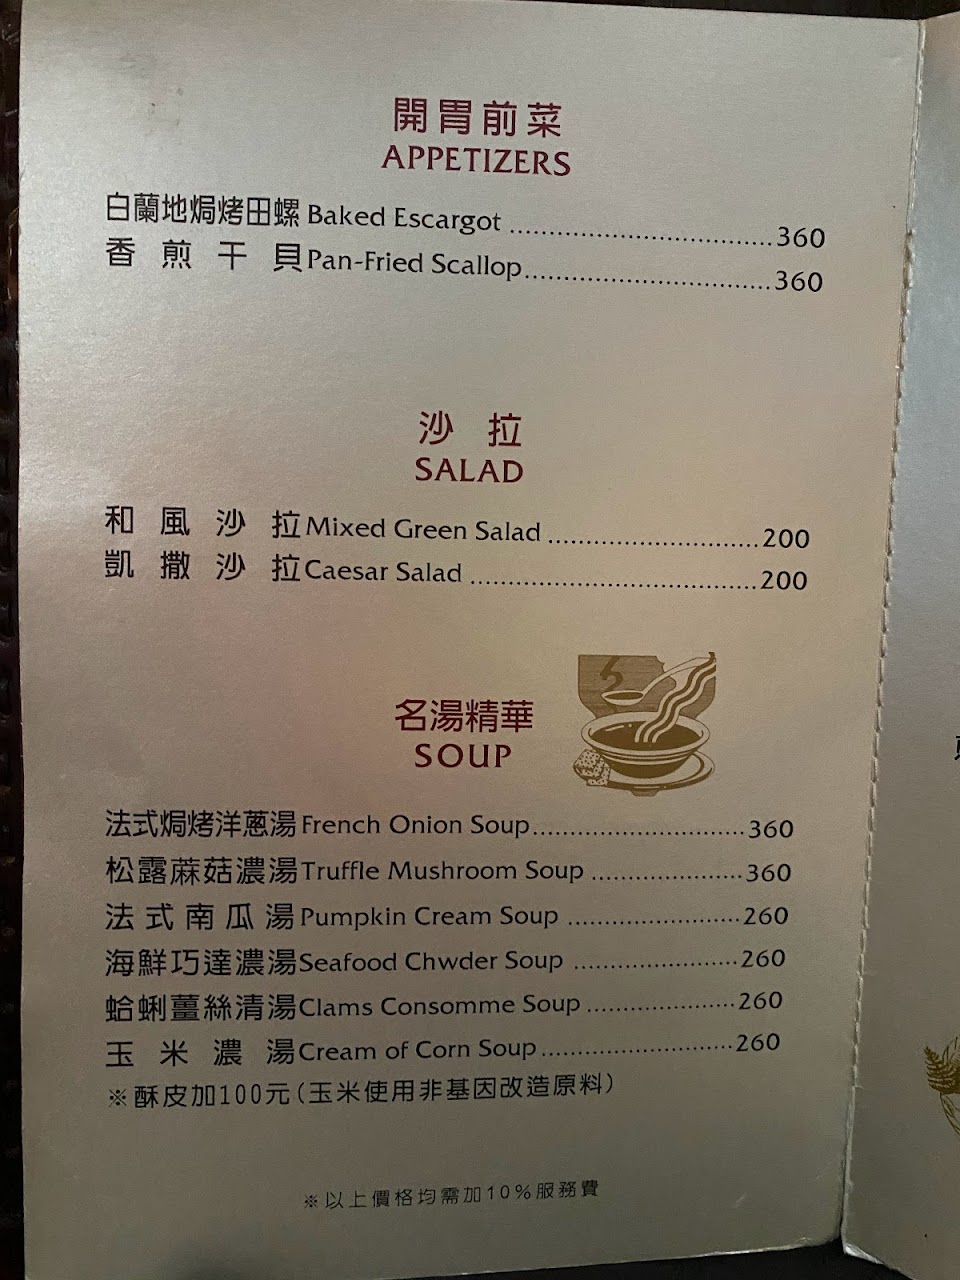 開胃前菜
APPETIZERS
白蘭地焗烤田螺 Baked Escargot ................................360
香煎干貝 Pan-Fried Scallop..............................360
沙拉
SALAD
和風沙拉 Mixed Green Salad ..........................200
凱撒沙拉 Caesar Salad ...................................200
名湯精華
SOUP
法式焗烤洋蔥湯 French Onion Soup..........................360
松露蔴菇濃湯 Truffle Mushroom Soup ..................360
法式南瓜湯 Pumpkin Cream Soup .....................260
海鮮巧達濃湯 Seafood Chwder Soup ....................260
蛤蜊薑絲清湯 Clams Consomme Soup ..................260
玉米濃湯 Cream of Corn Soup.......................260
※酥皮加100元(玉米使用非基因改造原料)
※以上價格均需加10%服務費